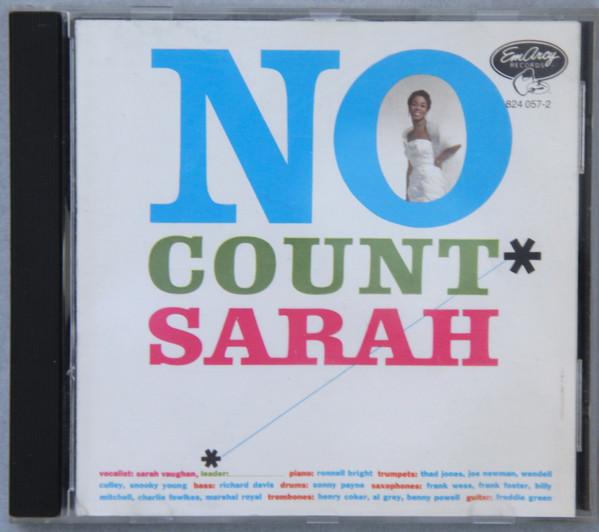 NO
EmArcy
RECORDS
824 057-2
COUNT*
SARAH
*
vocalist: sarah vaughan, leader: piano: ronnell bright trumpets: thad jones, joe newman, wendell
culley, snooky young bass: richard davis drums: sonny payne saxophones: frank wess, frank foster, billy
mitchell, charlie fowlkes, marshal royal trombones: henry coker, al grey, benny powell guitar: freddie green